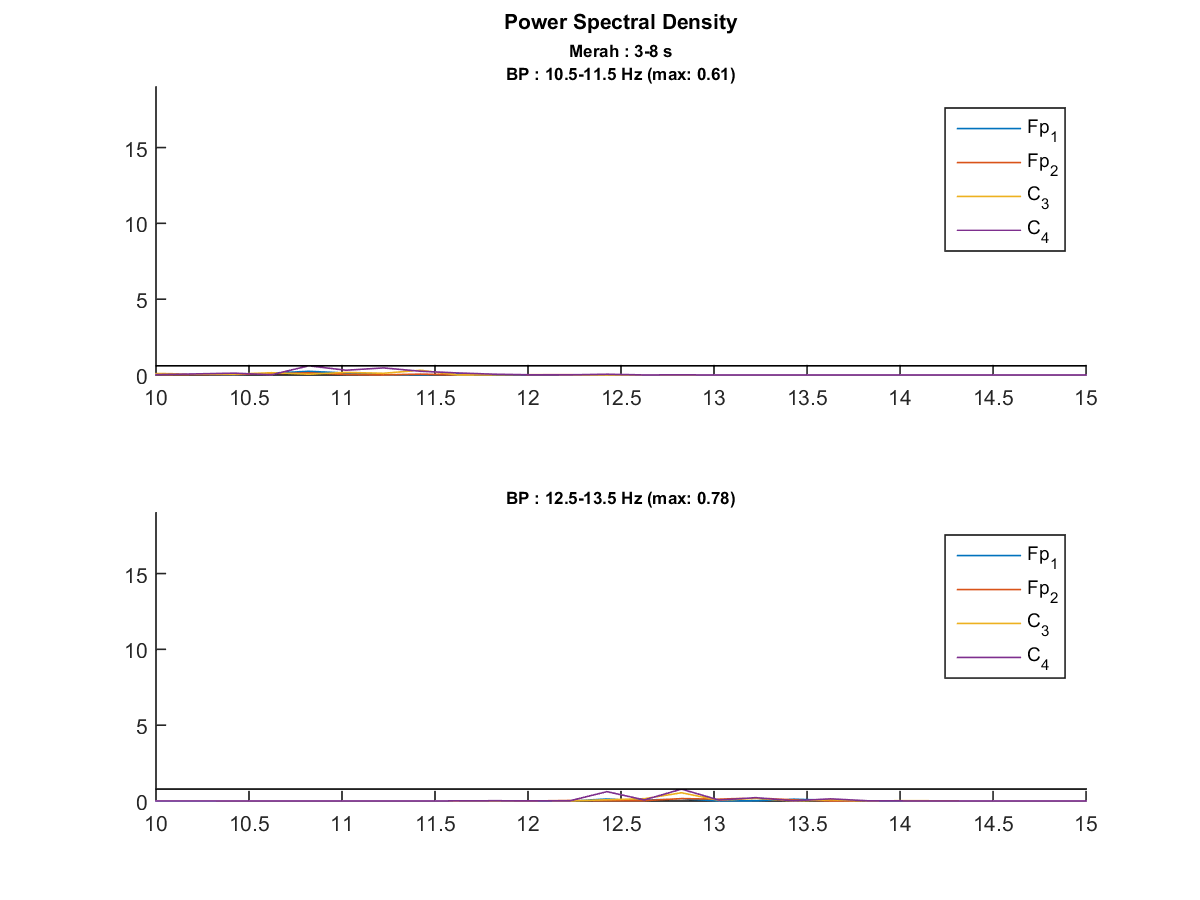 Power Spectral Density
Merah : 3-8 s
BP : 10.5-11.5 Hz (max: 0.61)
15
10
5
0
10 10.5 11 11.5 12 12.5 13 13.5 14 14.5 15
Fp1
Fp2
C3
C4
BP : 12.5-13.5 Hz (max: 0.78)
15
10
5
0
10 10.5 11 11.5 12 12.5 13 13.5 14 14.5 15
Fp1
Fp2
C3
C4